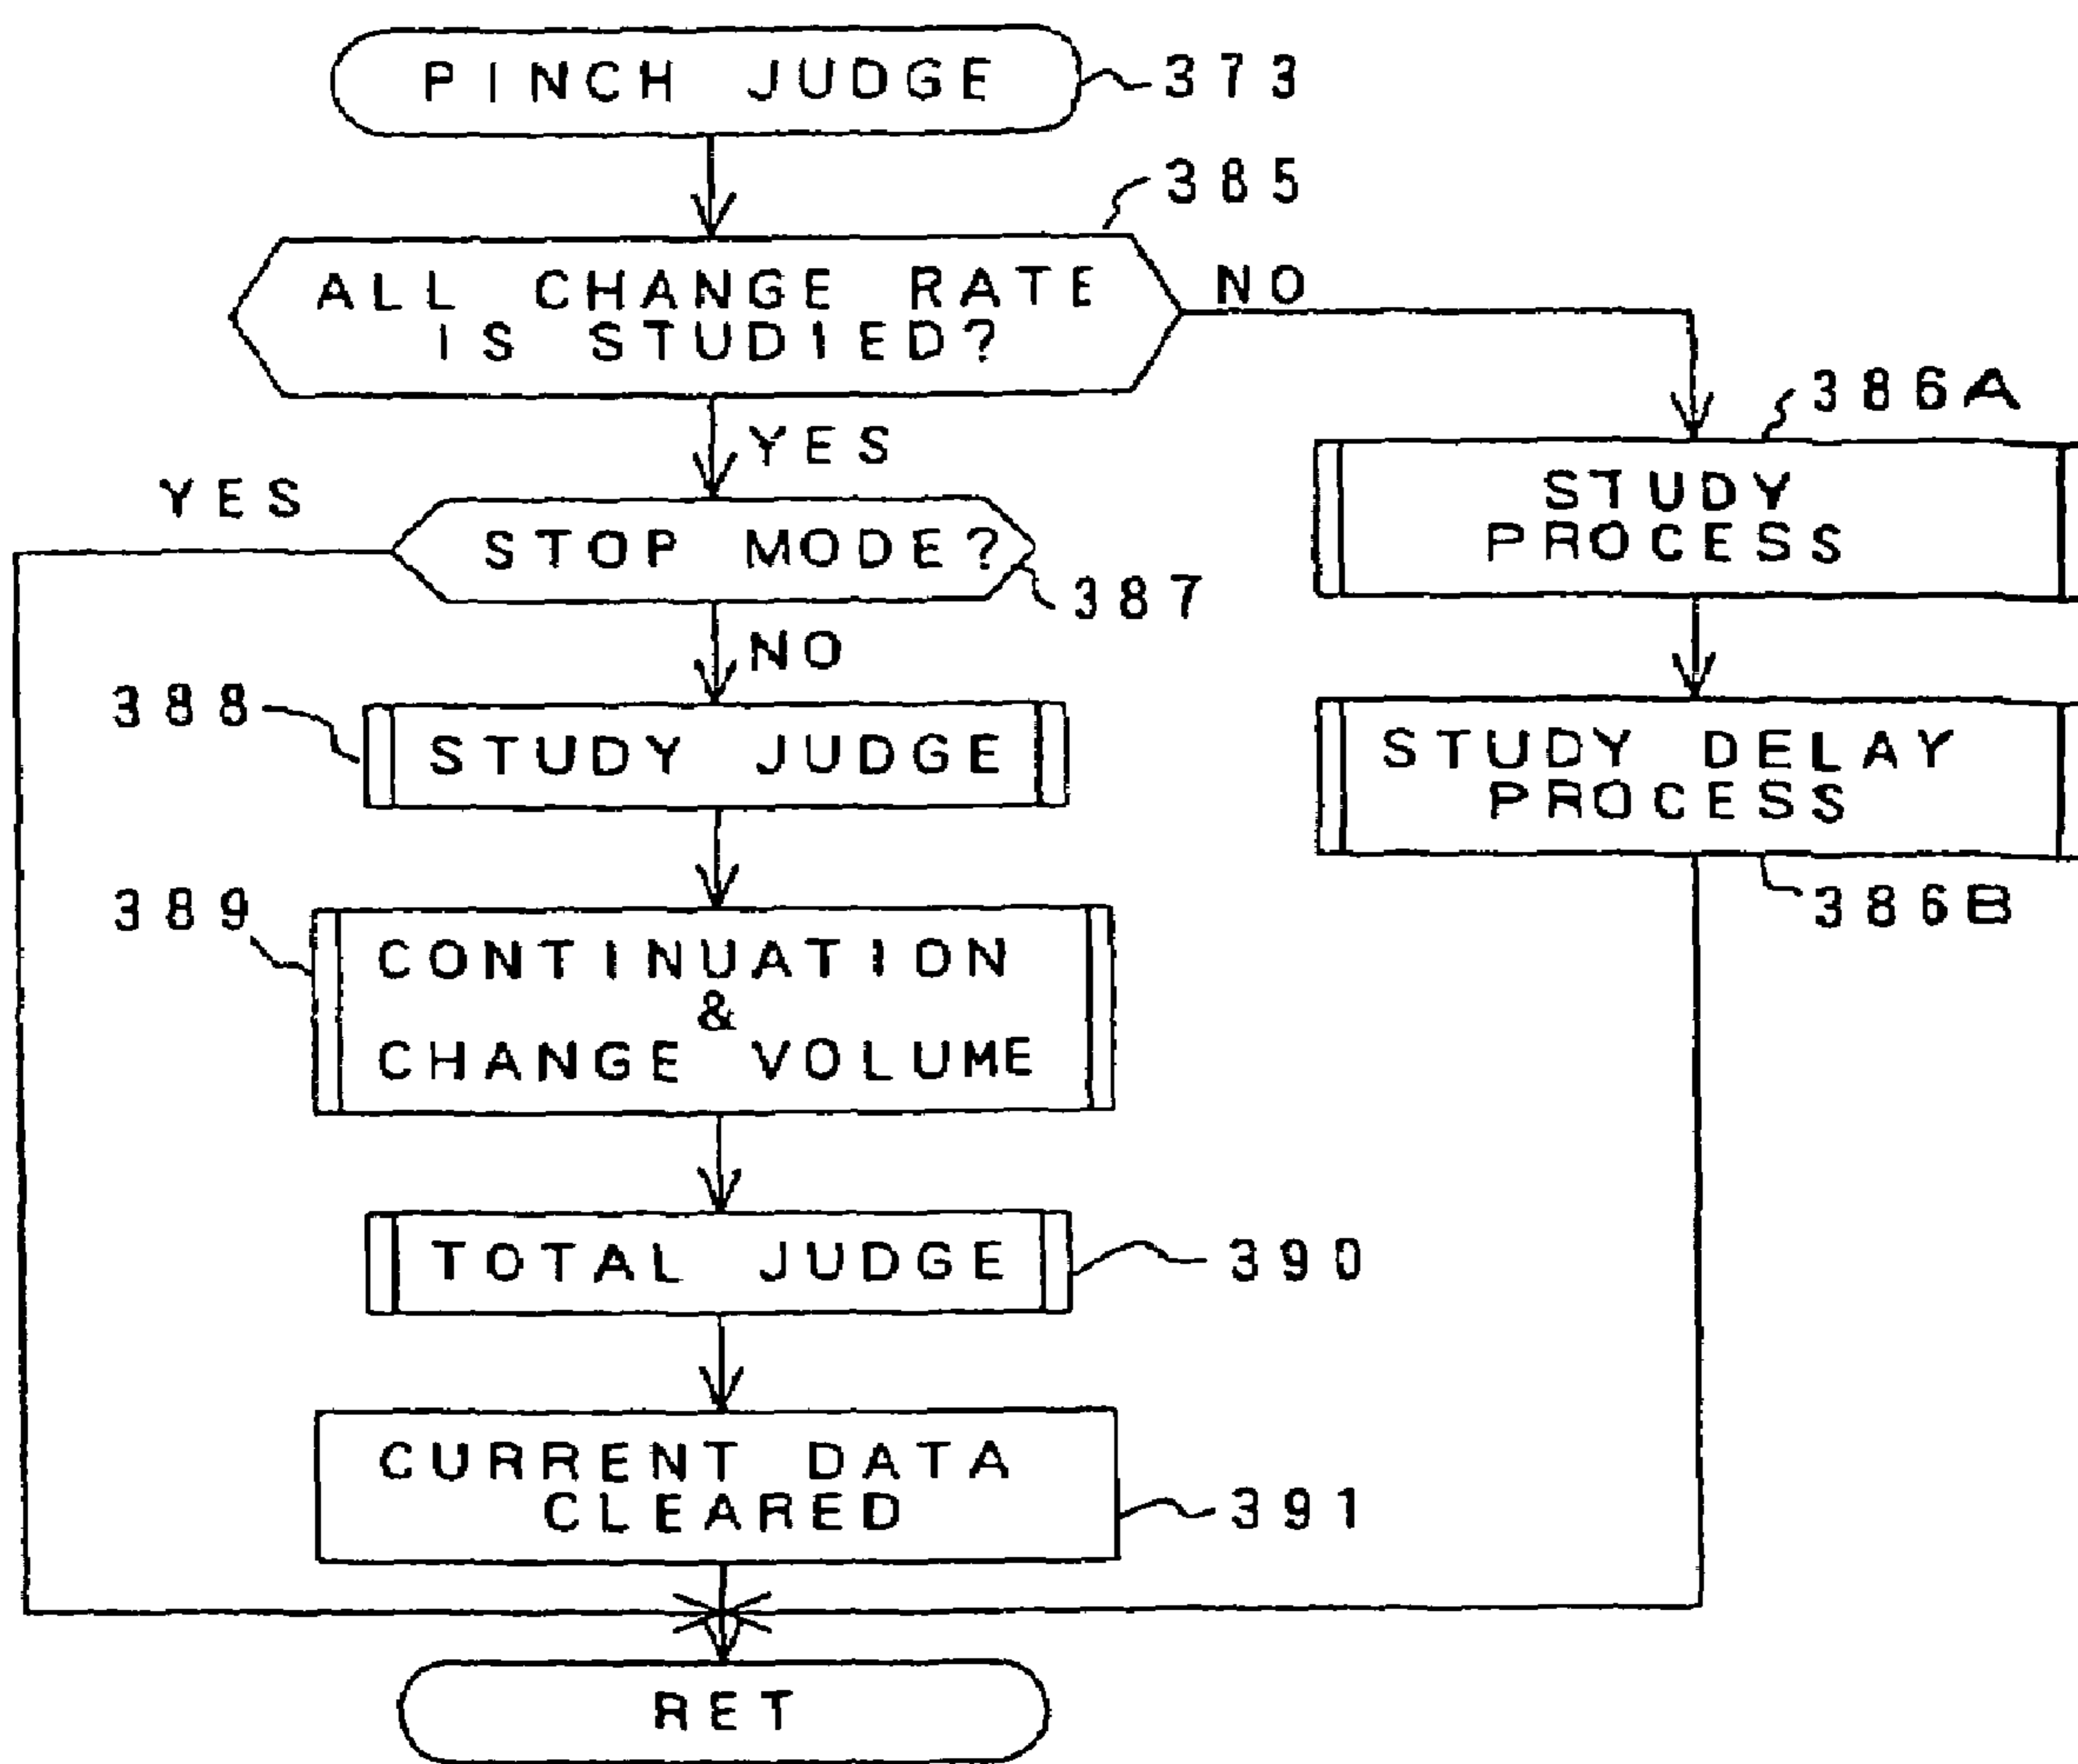 PINCH JUDGE
373
385
ALL CHANGE RATE
IS STUDIED?
NO
YES
386A
STUDY
PROCESS
YES
STOP MODE?
387
NO
388
STUDY JUDGE
STUDY DELAY
PROCESS
386B
389
CONTINUATION
&
CHANGE VOLUME
TOTAL JUDGE
390
CURRENT DATA
CLEARED
391
RET